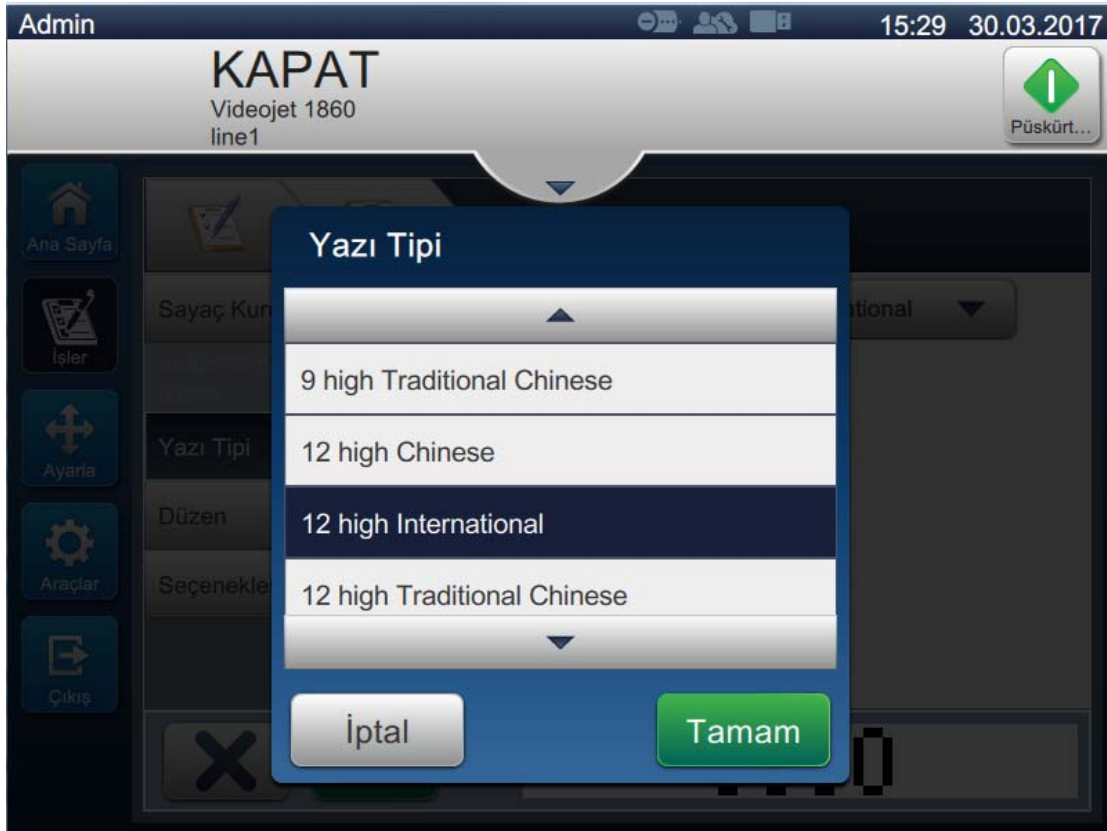 Admin 15:29 30.03.2017
KAPAT
Videojet 1860
line1
Püskürt...
Ana Sayfa
İşler
Ayarla
Araçlar
Çıkış
Sayaç Kur
Yazı Tipi
Düzen
Seçenekle
Yazı Tipi
9 high Traditional Chinese
12 high Chinese
12 high International
12 high Traditional Chinese
İptal
Tamam